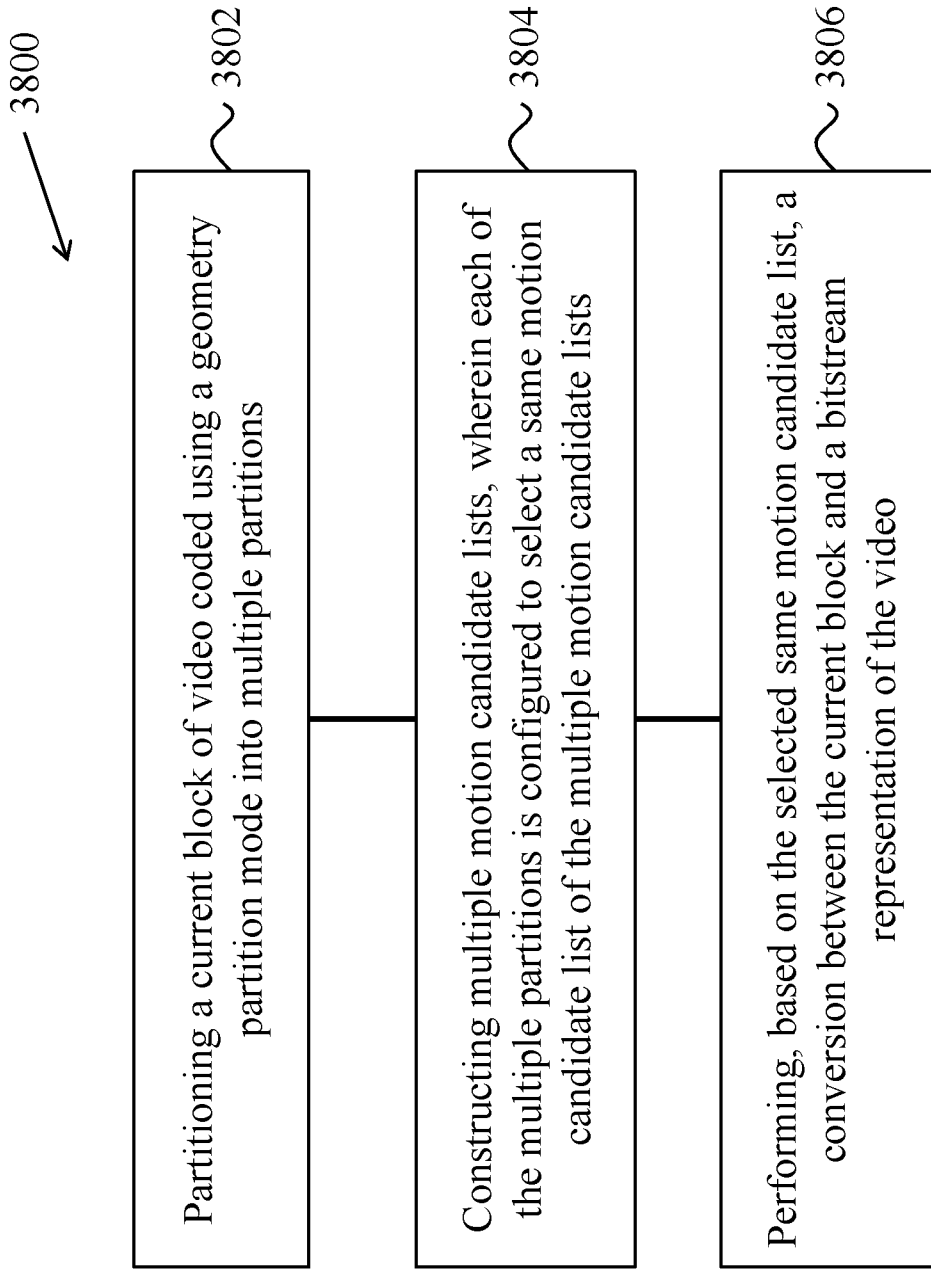 3800
Partitioning a current block of video coded using a geometry
partition mode into multiple partitions
3802
Constructing multiple motion candidate lists, wherein each of
the multiple partitions is configured to select a same motion
candidate list of the multiple motion candidate lists
3804
Performing, based on the selected same motion candidate list, a
conversion between the current block and a bitstream
representation of the video
3806